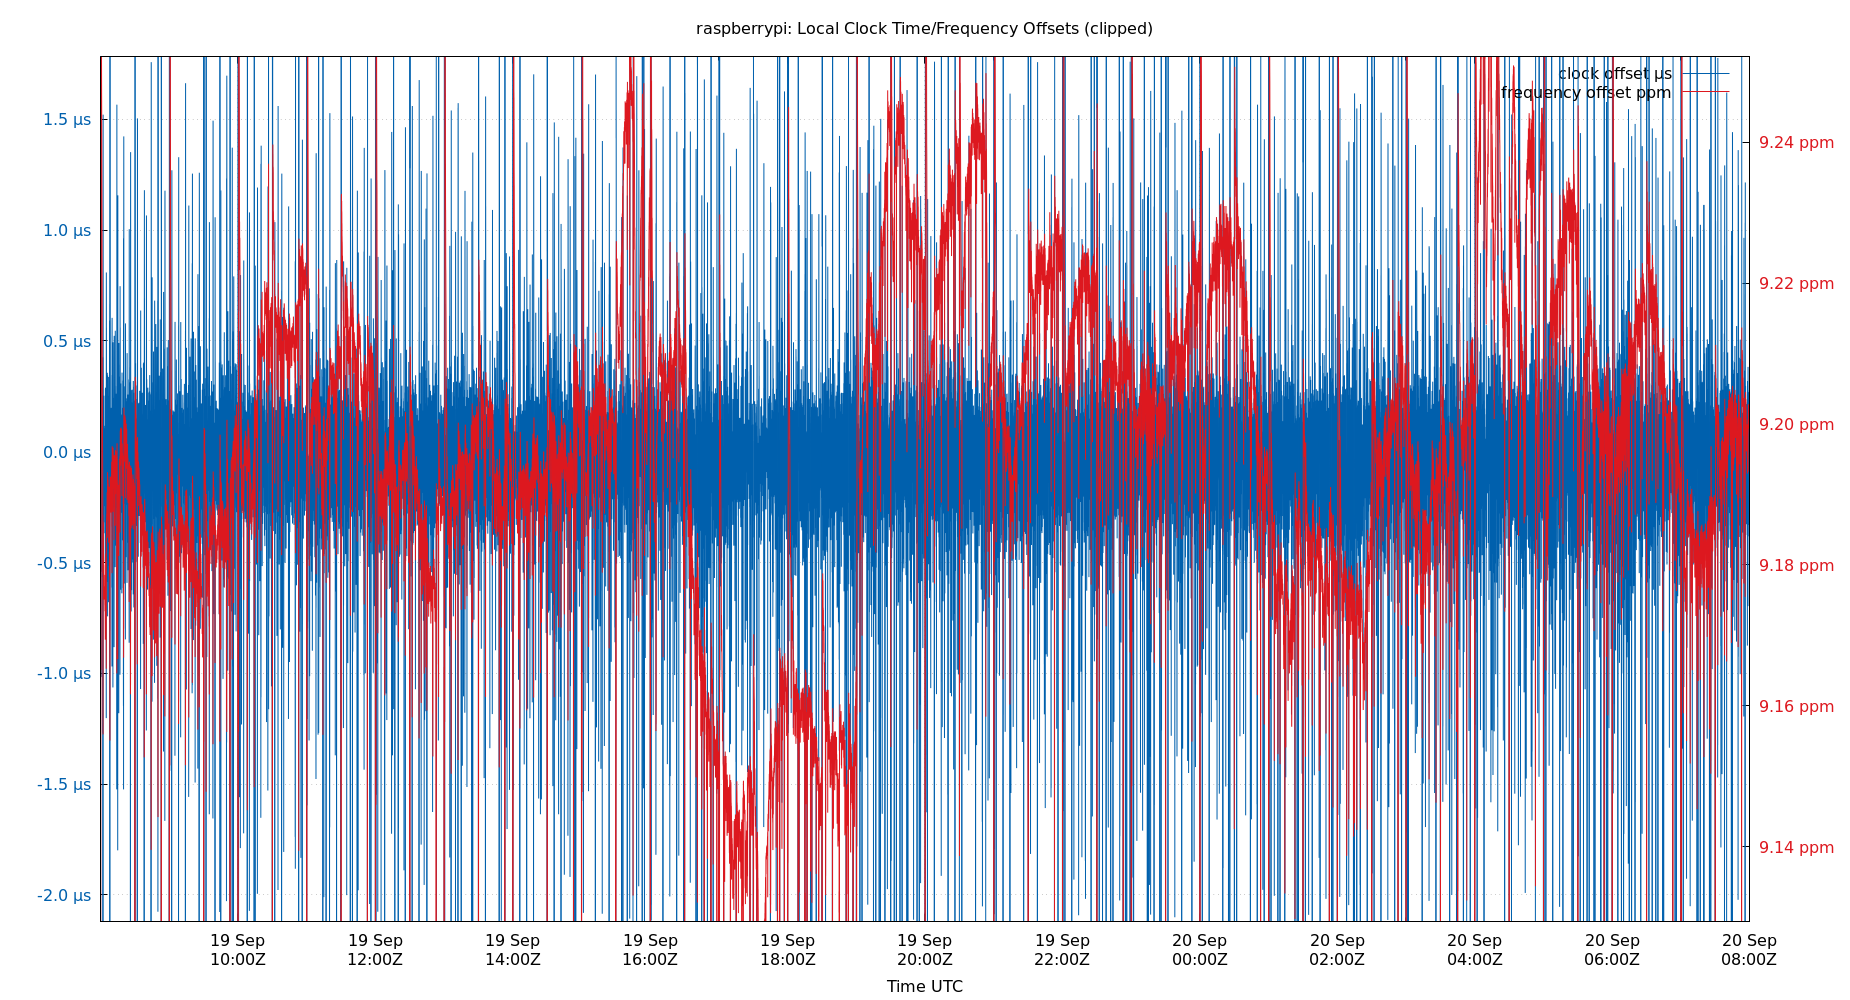 raspberrypi: Local Clock Time/Frequency Offsets (clipped)
clock offset µs
frequency offset ppm
1.5 µs
1.0 µs
0.5 µs
0.0 µs
-0.5 µs
-1.0 µs
-1.5 µs
-2.0 µs
9.24 ppm
9.22 ppm
9.20 ppm
9.18 ppm
9.16 ppm
9.14 ppm
19 Sep 19 Sep 19 Sep 19 Sep 19 Sep 19 Sep 19 Sep 20 Sep 20 Sep 20 Sep 20 Sep 20 Sep
10:00Z 12:00Z 14:00Z 16:00Z 18:00Z 20:00Z 22:00Z 00:00Z 02:00Z 04:00Z 06:00Z 08:00Z
Time UTC